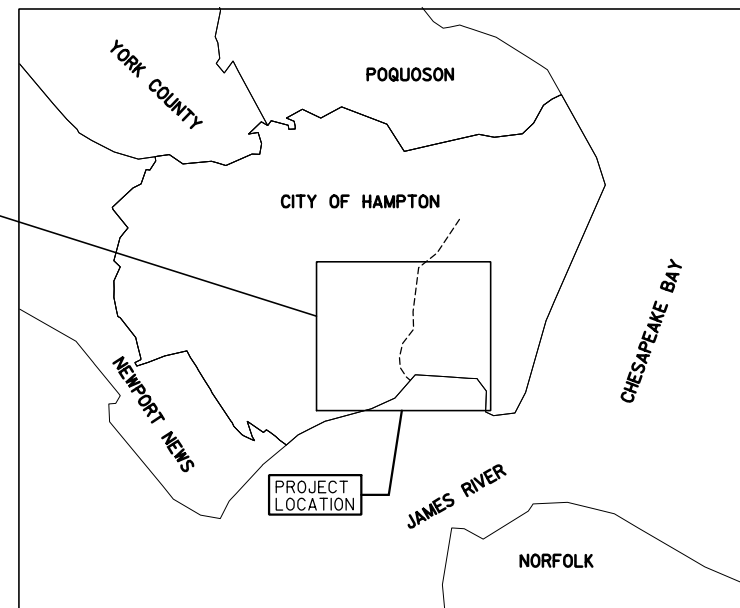 YORK COUNTY
POQUOSON
CITY OF HAMPTON
CHESAPEAKE BAY
NEWPORT NEWS
PROJECT
LOCATION
JAMES RIVER
NORFOLK